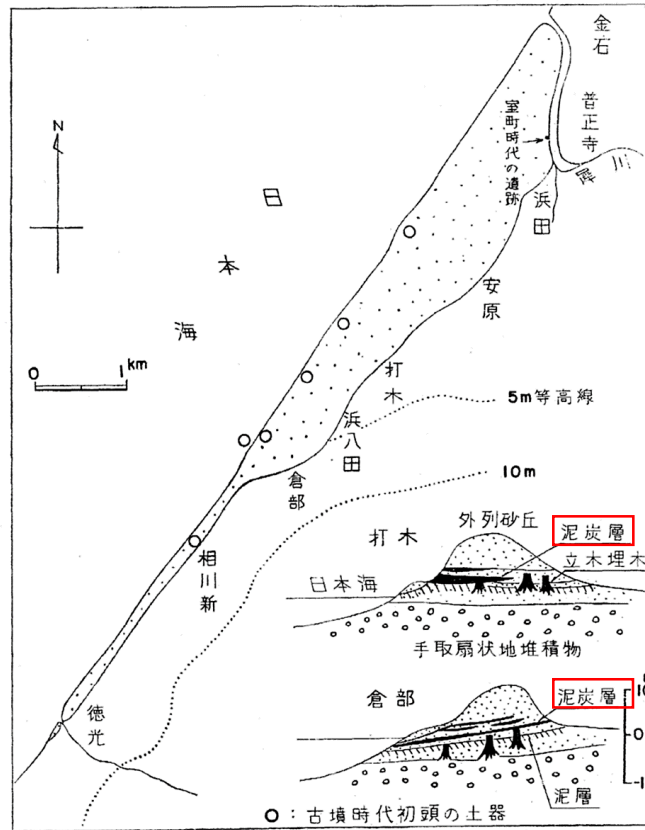 金石
普正寺
犀川
室町時代の遺跡
浜田
N
日本海
安原
0 1 km
打木
5m等高線
浜八田
10m
倉部
外列砂丘
打木
泥炭層
立木埋木
相川新
日本海
手取扇状地堆積物
徳光
倉部
泥炭層
10
0
泥層
○:古墳時代初頭の土器